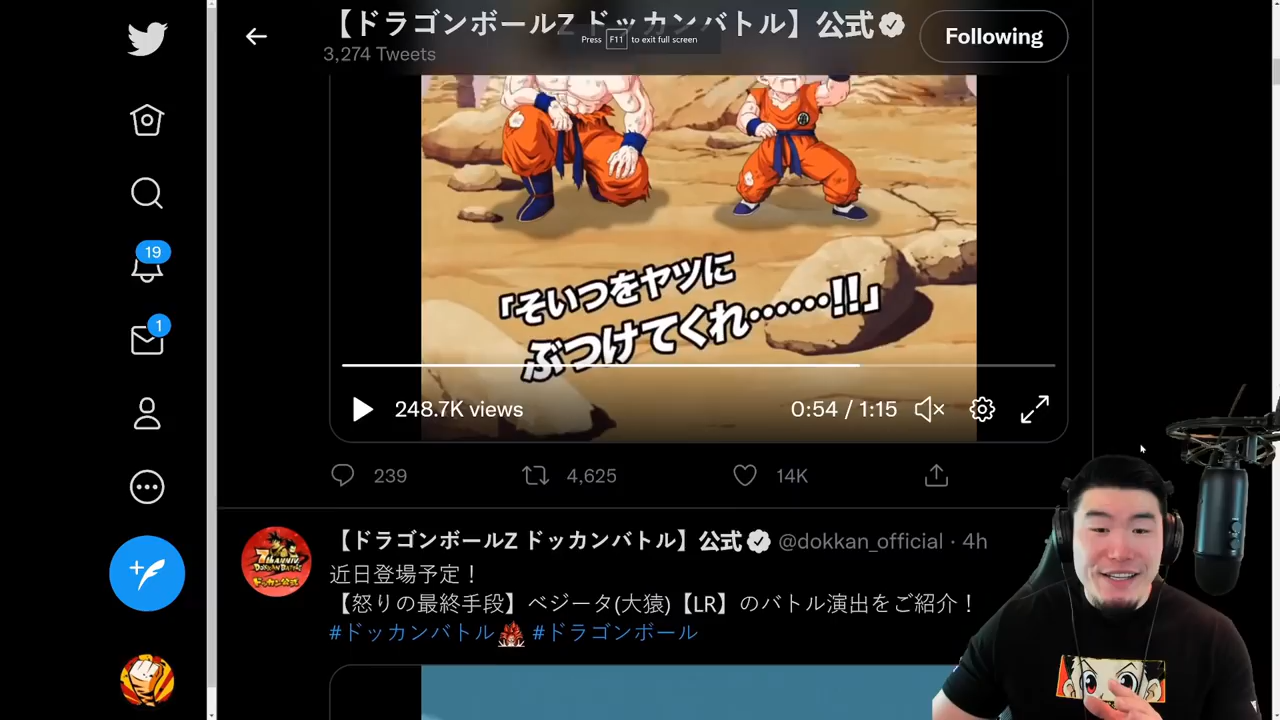 【ドラゴンボールZ ドッカンバトル】公式
3,274 Tweets
Press F11 to exit full screen
Following
19
1
「そいつをヤツに
ぶつけてくれ……!!」
248.7K views
0:54 / 1:15
239
4,625
14K
【ドラゴンボールZ ドッカンバトル】公式 @dokkan_official · 4h
近日登場予定！
【怒りの最終手段】ベジータ(大猿)【LR】のバトル演出をご紹介！
#ドッカンバトル #ドラゴンボール